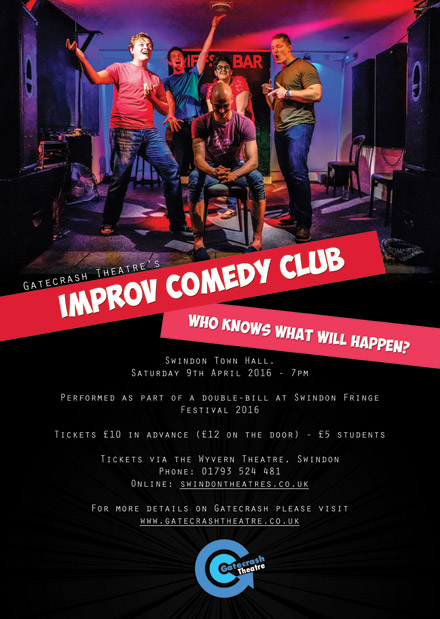 RIFFS BAR
Gatecrash Theatre's
IMPROV COMEDY CLUB
WHO KNOWS WHAT WILL HAPPEN?
Swindon Town Hall.
Saturday 9th April 2016 - 7pm
Performed as part of a double-bill at Swindon Fringe
Festival 2016
Tickets £10 in advance (£12 on the door) - £5 students
Tickets via the Wyvern Theatre, Swindon
Phone: 01793 524 481
Online: swindontheatres.co.uk
For more details on Gatecrash please visit
www.gatecrashtheatre.co.uk
Gatecrash
Theatre